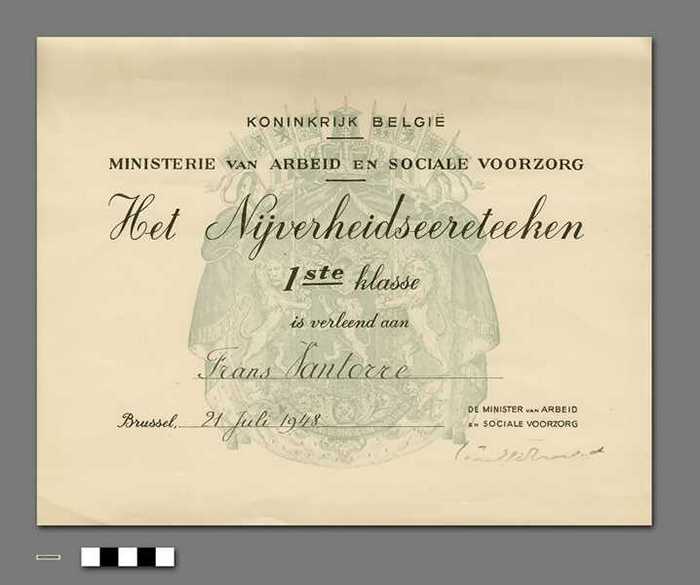 KONINKRIJK BELGIË
MINISTERIE VAN ARBEID EN SOCIALE VOORZORG
Het Nijverheidseereteeken
1ste klasse
is verleend aan
Frans Vantorre
Brussel, 21 Juli 1948
DE MINISTER VAN ARBEID
EN SOCIALE VOORZORG